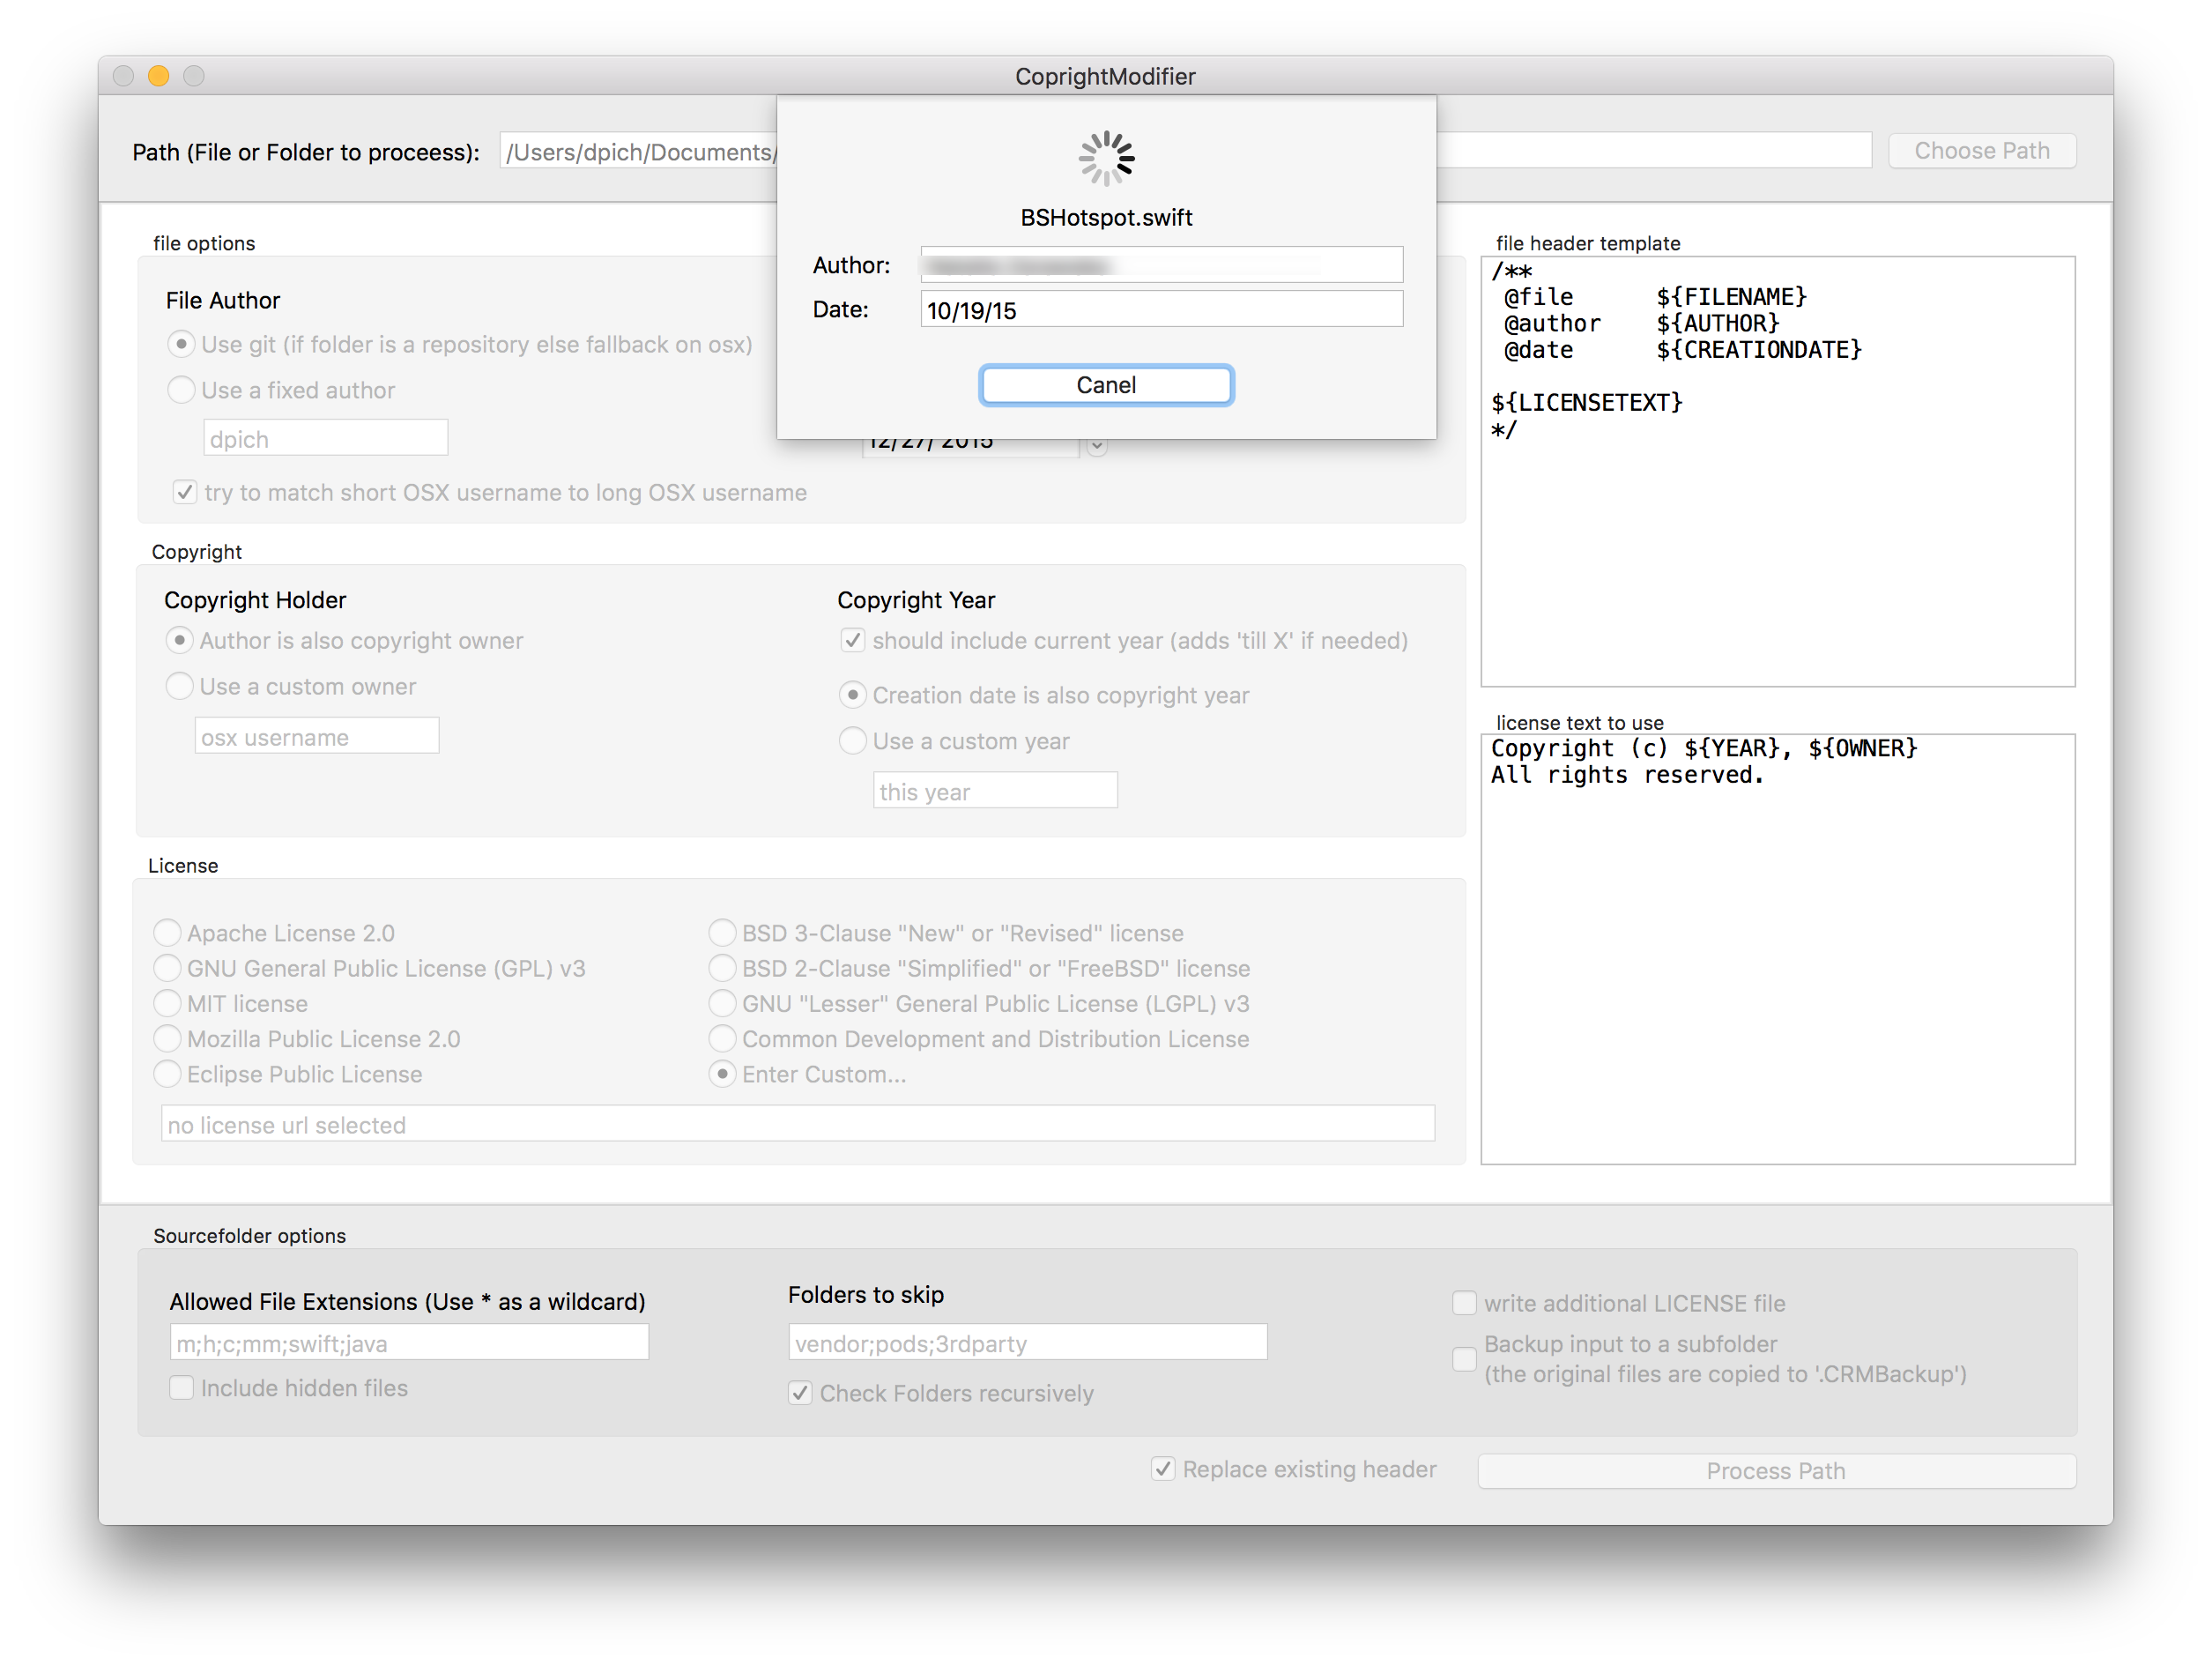 CoprightModifier
Path (File or Folder to proceess): /Users/dpich/Documents/ Choose Path
BSHotspot.swift
Author:
Date: 10/19/15
Canel
file options
File Author
Use git (if folder is a repository else fallback on osx)
Use a fixed author
dpich
12/27/ 2015
try to match short OSX username to long OSX username
Copyright
Copyright Holder
Author is also copyright owner
Use a custom owner
osx username
Copyright Year
should include current year (adds 'till X' if needed)
Creation date is also copyright year
Use a custom year
this year
License
Apache License 2.0
GNU General Public License (GPL) v3
MIT license
Mozilla Public License 2.0
Eclipse Public License
BSD 3-Clause "New" or "Revised" license
BSD 2-Clause "Simplified" or "FreeBSD" license
GNU "Lesser" General Public License (LGPL) v3
Common Development and Distribution License
Enter Custom...
no license url selected
file header template
/**
@file ${FILENAME}
@author ${AUTHOR}
@date ${CREATIONDATE}
${LICENSETEXT}
*/
license text to use
Copyright (c) ${YEAR}, ${OWNER}
All rights reserved.
Sourcefolder options
Allowed File Extensions (Use * as a wildcard)
m;h;c;mm;swift;java
Include hidden files
Folders to skip
vendor;pods;3rdparty
Check Folders recursively
write additional LICENSE file
Backup input to a subfolder
(the original files are copied to '.CRMBackup')
Replace existing header
Process Path